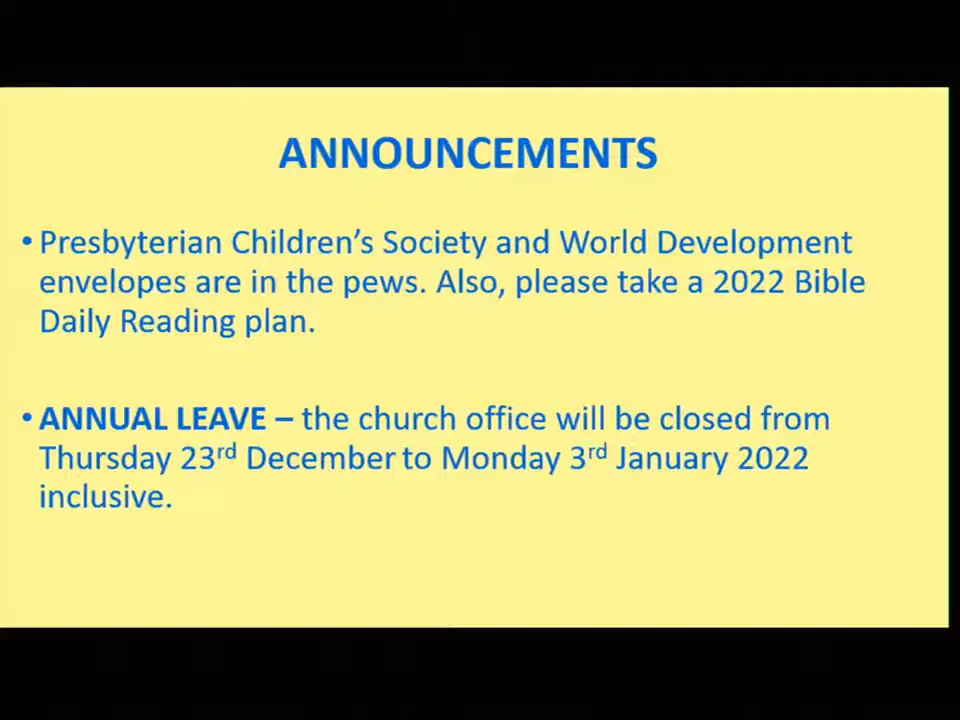 ANNOUNCEMENTS
• Presbyterian Children’s Society and World Development
envelopes are in the pews. Also, please take a 2022 Bible
Daily Reading plan.
• ANNUAL LEAVE – the church office will be closed from
Thursday 23rd December to Monday 3rd January 2022
inclusive.